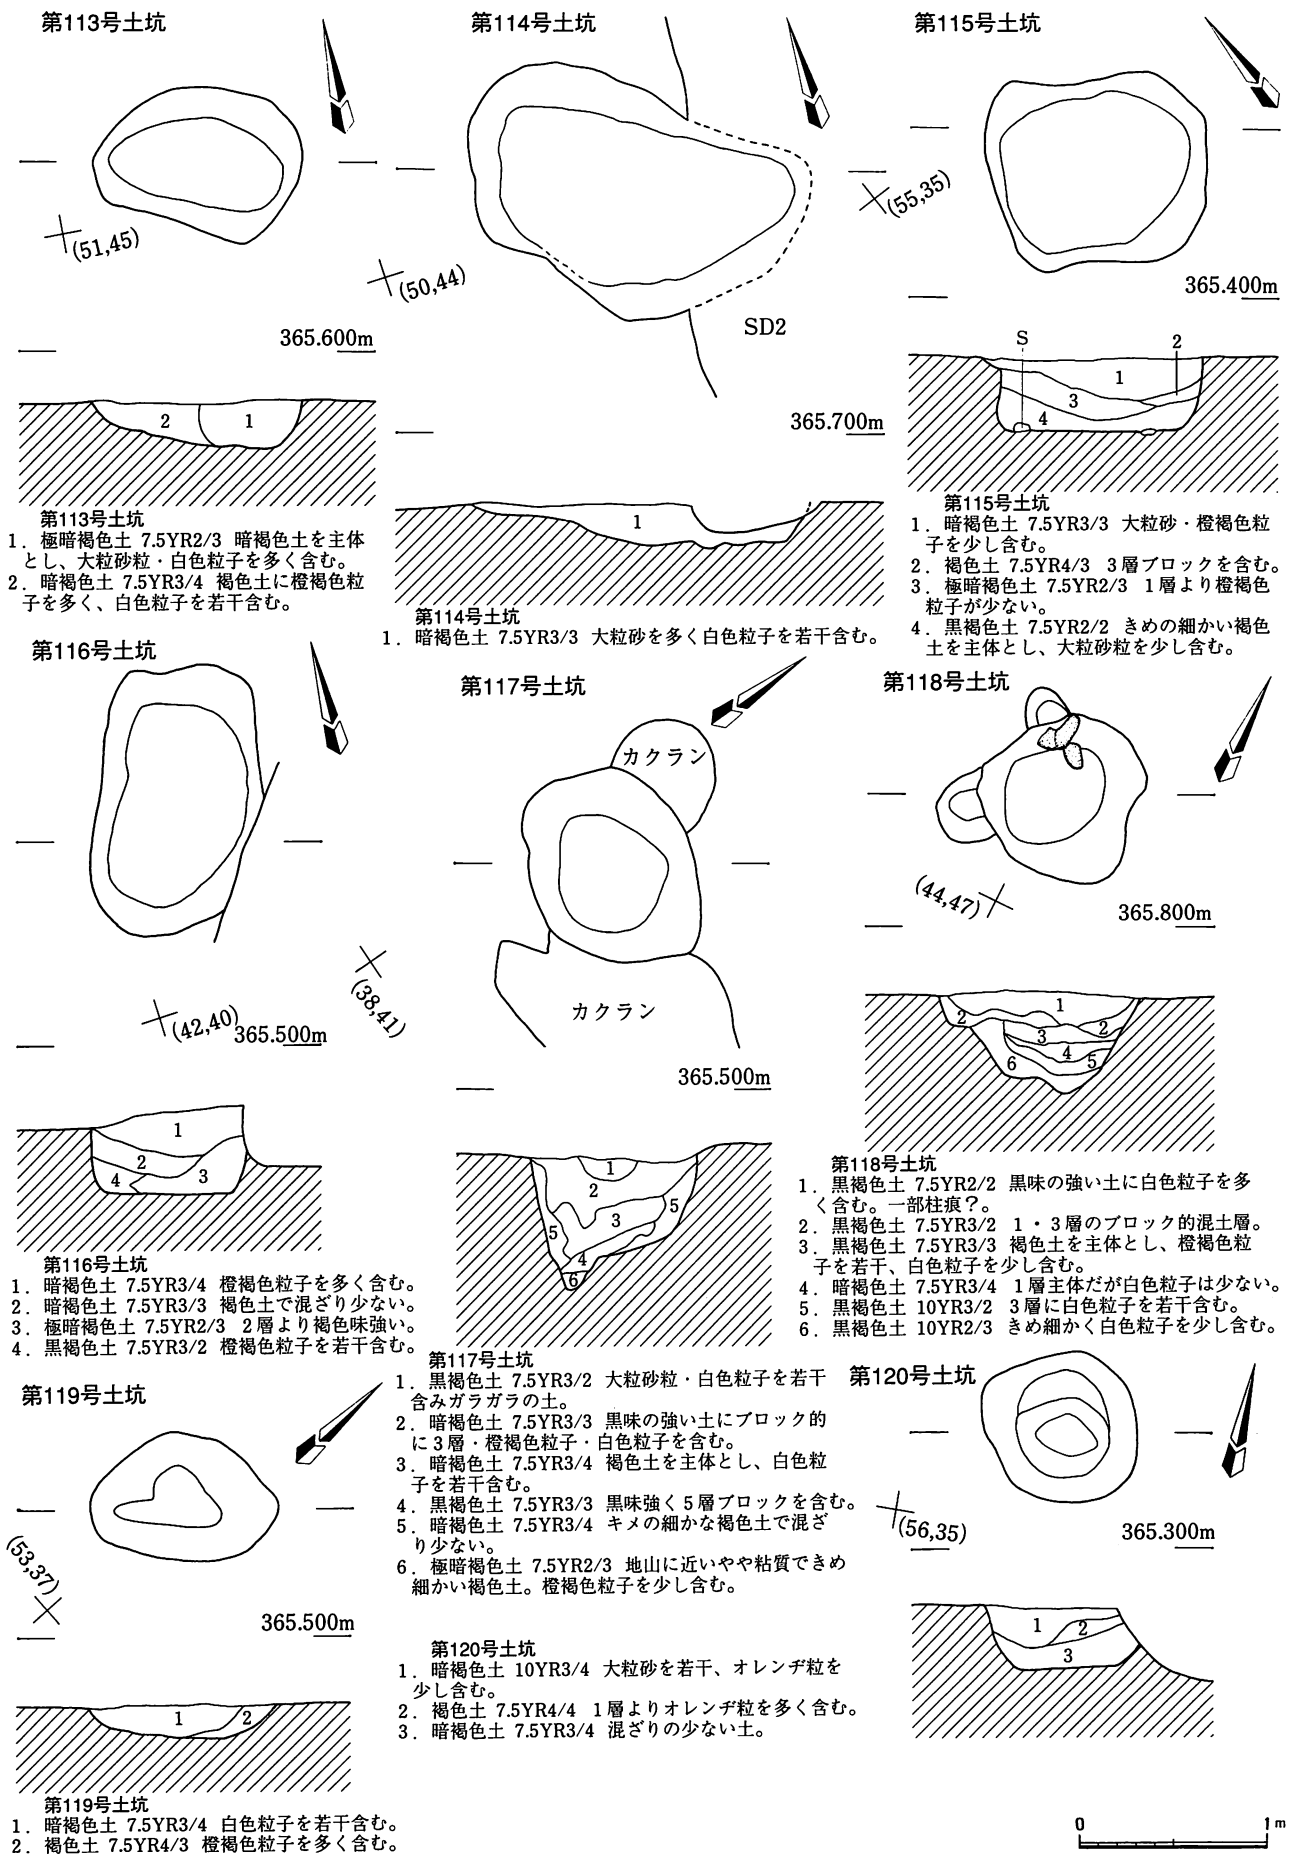 第113号土坑
(51,45)
365.600m
2
1
第113号土坑
1．極暗褐色土 7.5YR2/3 暗褐色土を主体
とし、大粒砂粒・白色粒子を多く含む。
2．暗褐色土 7.5YR3/4 褐色土に橙褐色粒
子を多く、白色粒子を若干含む。
第114号土坑
(50,44)
SD2
365.700m
1
第114号土坑
1．暗褐色土 7.5YR3/3 大粒砂を多く白色粒子を若干含む。
第115号土坑
(55,35)
365.400m
S
2
1
3
4
第115号土坑
1．暗褐色土 7.5YR3/3 大粒砂・橙褐色粒
子を少し含む。
2．褐色土 7.5YR4/3 3層ブロックを含む。
3．極暗褐色土 7.5YR2/3 1層より橙褐色
粒子が少ない。
4．黒褐色土 7.5YR2/2 きめの細かい褐色
土を主体とし、大粒砂粒を少し含む。
第116号土坑
(42,40)
365.500m
1
2
3
4
第116号土坑
1．暗褐色土 7.5YR3/4 橙褐色粒子を多く含む。
2．暗褐色土 7.5YR3/3 褐色土で混ざり少ない。
3．極暗褐色土 7.5YR2/3 2層より褐色味強い。
4．黒褐色土 7.5YR3/2 橙褐色粒子を若干含む。
第117号土坑
カクラン
カクラン
(38,41)
365.500m
1
2
3
5
5
4
6
第117号土坑
1．黒褐色土 7.5YR3/2 大粒砂粒・白色粒子を若干
含みガラガラの土。
2．暗褐色土 7.5YR3/3 黒味の強い土にブロック的
に3層・橙褐色粒子・白色粒子を含む。
3．暗褐色土 7.5YR3/4 褐色土を主体とし、白色粒
子を若干含む。
4．黒褐色土 7.5YR3/3 黒味強く5層ブロックを含む。
5．暗褐色土 7.5YR3/4 キメの細かな褐色土で混ざ
り少ない。
6．極暗褐色土 7.5YR2/3 地山に近いやや粘質できめ
細かい褐色土。橙褐色粒子を少し含む。
第118号土坑
(44,47)
365.800m
1
2
2
3
4
5
6
第118号土坑
1．黒褐色土 7.5YR2/2 黒味の強い土に白色粒子を多
く含む。一部柱痕？。
2．黒褐色土 7.5YR3/2 1・3層のブロック的混土層。
3．黒褐色土 7.5YR3/3 褐色土を主体とし、橙褐色粒
子を若干、白色粒子を少し含む。
4．暗褐色土 7.5YR3/4 1層主体だが白色粒子は少ない。
5．黒褐色土 10YR3/2 3層に白色粒子を若干含む。
6．黒褐色土 10YR2/3 きめ細かく白色粒子を少し含む。
第119号土坑
(53,37)
365.500m
1
2
第119号土坑
1．暗褐色土 7.5YR3/4 白色粒子を若干含む。
2．褐色土 7.5YR4/3 橙褐色粒子を多く含む。
第120号土坑
(56,35)
365.300m
1
2
3
第120号土坑
1．暗褐色土 10YR3/4 大粒砂を若干、オレンヂ粒を
少し含む。
2．褐色土 7.5YR4/4 1層よりオレンヂ粒を多く含む。
3．暗褐色土 7.5YR3/4 混ざりの少ない土。
0 1m